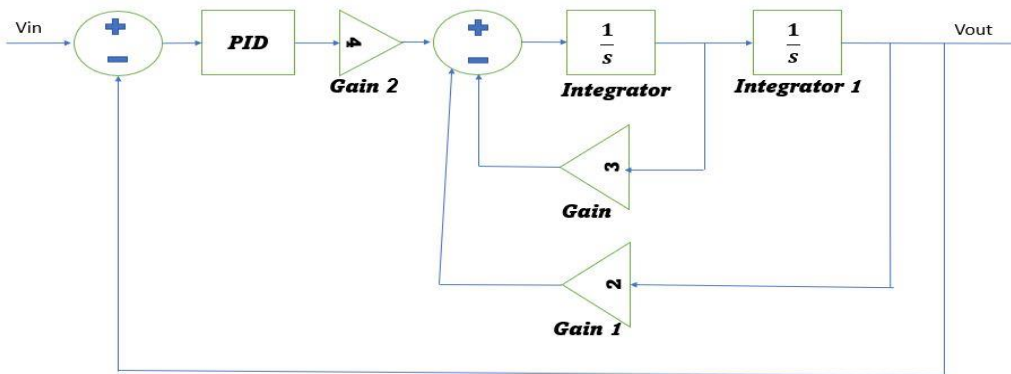 Vin
+
−
PID
4
Gain 2
+
−
1
s
Integrator
1
s
Integrator 1
Vout
3
Gain
2
Gain 1